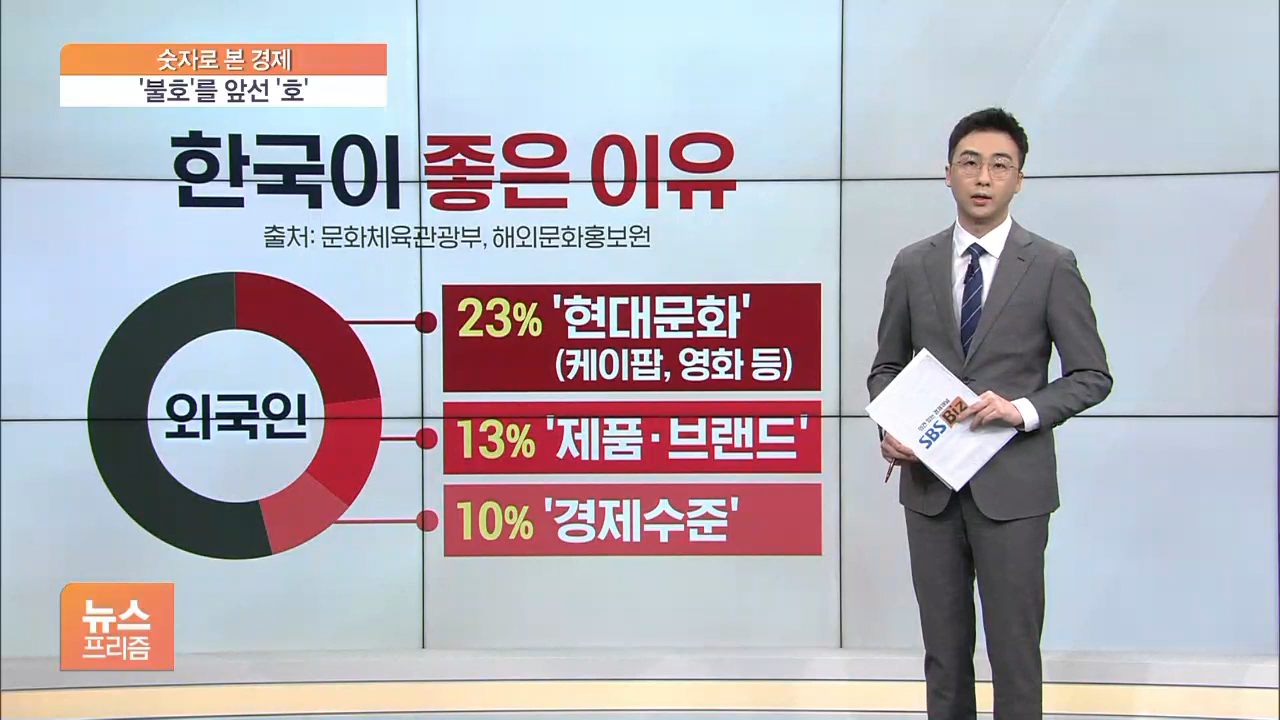 숫자로 본 경제
'불호'를 앞선 '호'
한국이 좋은 이유
출처: 문화체육관광부, 해외문화홍보원
외국인
23% '현대문화'
(케이팝, 영화 등)
13% '제품·브랜드'
10% '경제수준'
SBS Biz
뉴스
프리즘